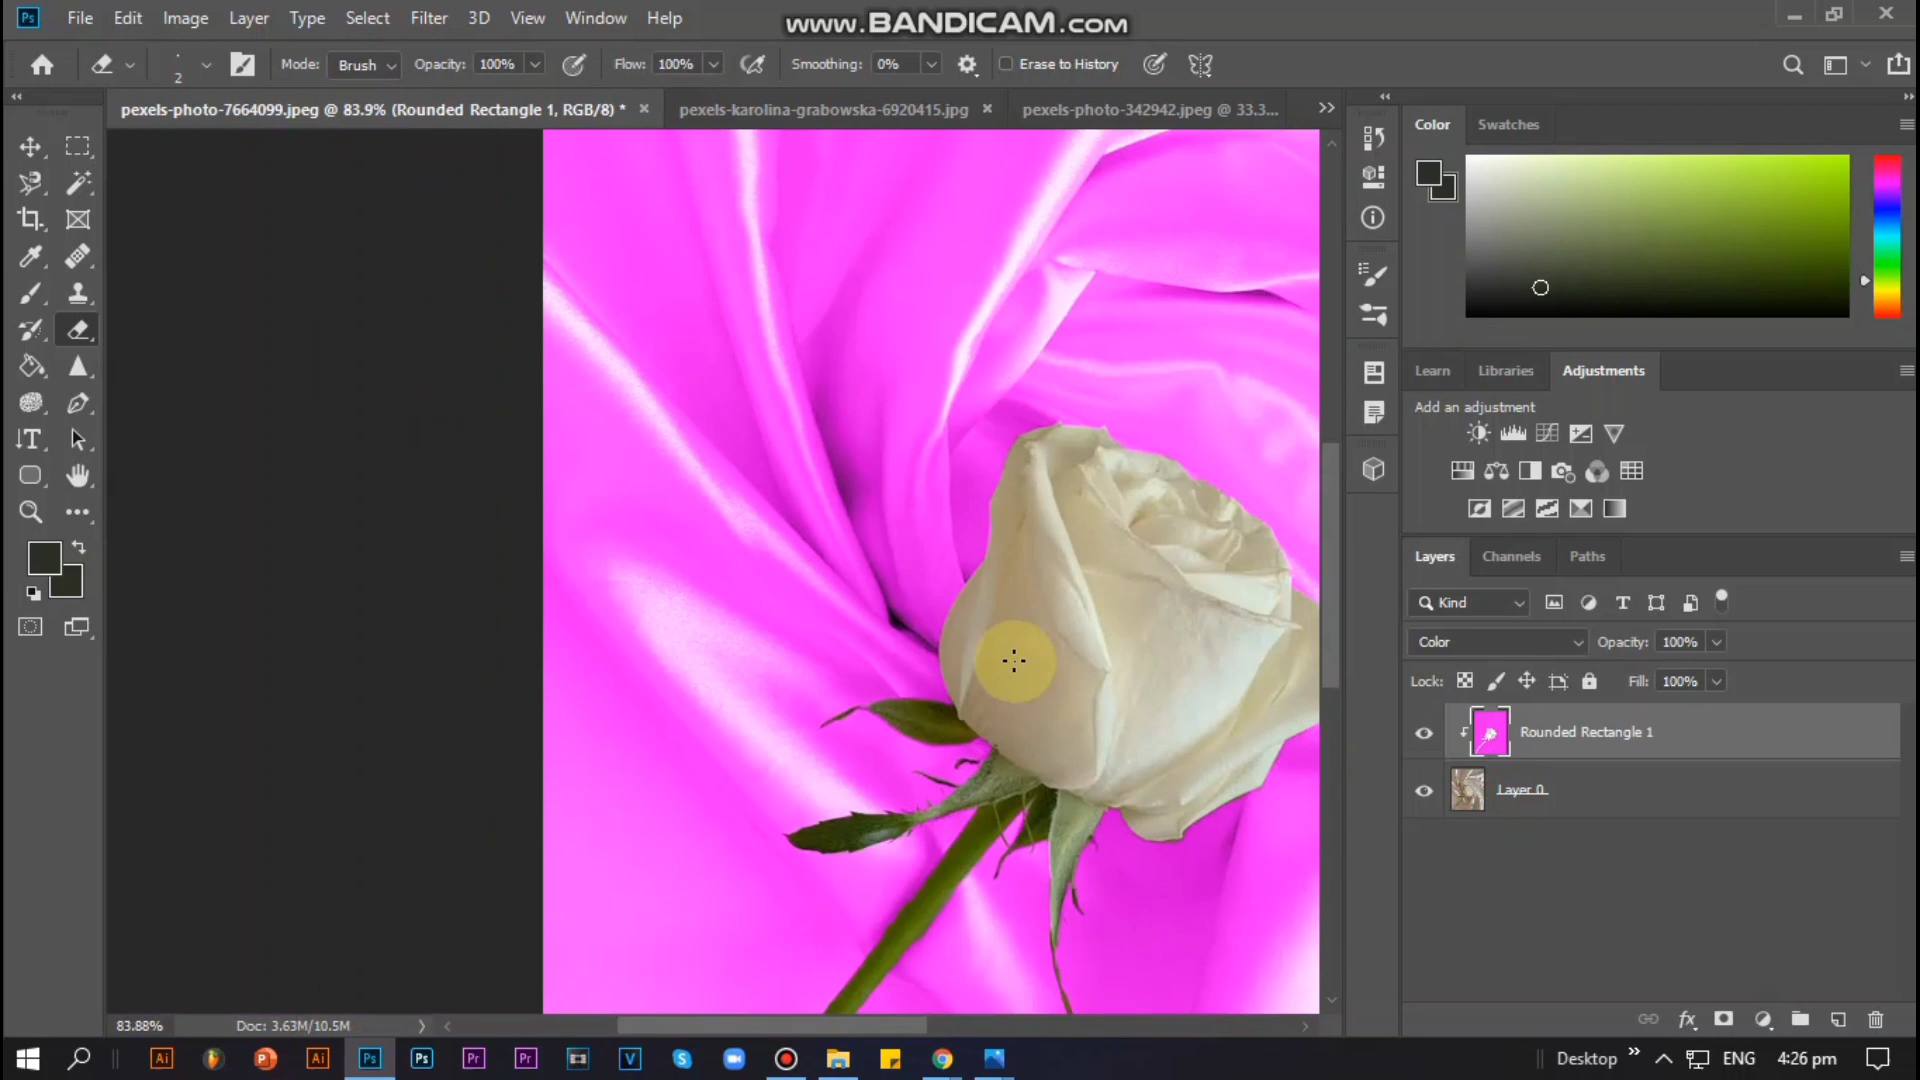 File Edit Image Layer Type Select Filter 3D View Window Help
www.BANDICAM.com
2 Mode: Brush Opacity: 100% Flow: 100% Smoothing: 0% Erase to History
pexels-photo-7664099.jpeg @ 83.9% (Rounded Rectangle 1, RGB/8) *
pexels-karolina-grabowska-6920415.jpg
pexels-photo-342942.jpeg @ 33.3...
Color Swatches
Learn Libraries Adjustments
Add an adjustment
Layers Channels Paths
Kind
Color Opacity: 100%
Lock: Fill: 100%
Rounded Rectangle 1
Layer 0
83.88% Doc: 3.63M/10.5M
Desktop ENG 4:26 pm